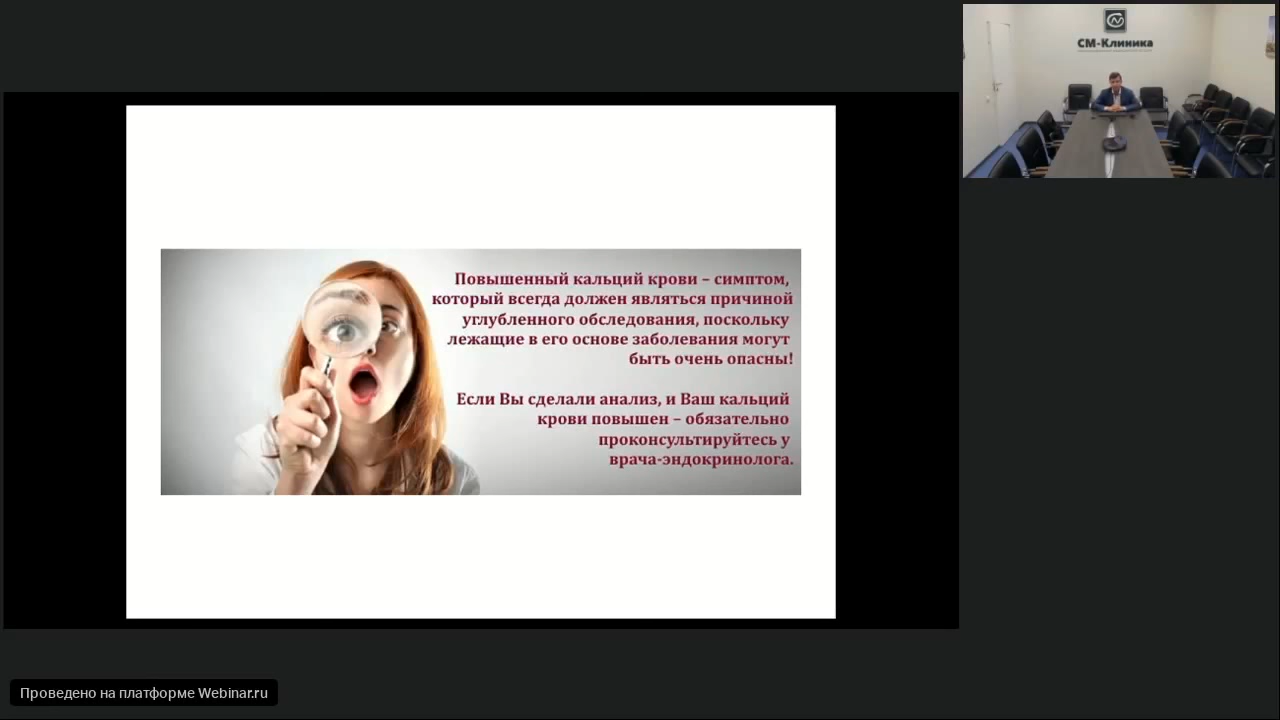 СМ-Клиника
Повышенный кальций крови – симптом,
который всегда должен являться причиной
углубленного обследования, поскольку
лежащие в его основе заболевания могут
быть очень опасны!
Если Вы сделали анализ, и Ваш кальций
крови повышен – обязательно
проконсультируйтесь у
врача-эндокринолога.
Проведено на платформе Webinar.ru